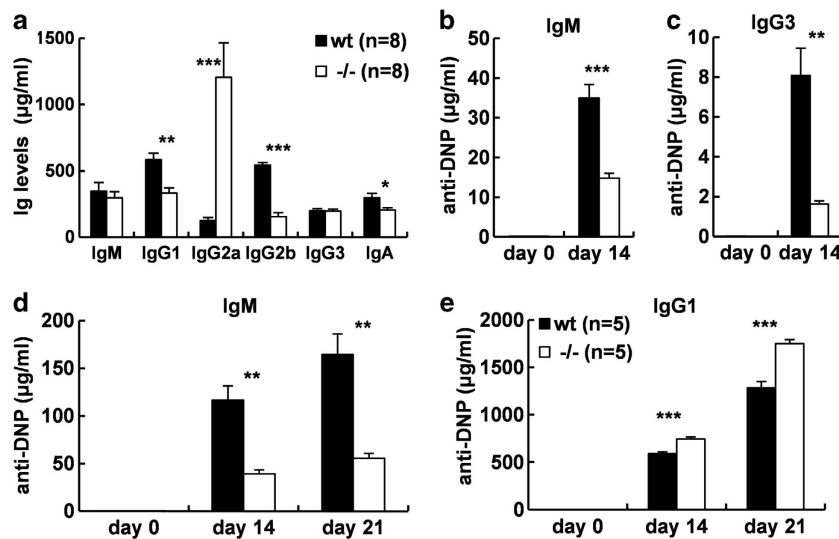 a
Ig levels (µg/ml)
1500
1000
500
0
wt (n=8)
-/- (n=8)
**
***
***
*
IgM IgG1 IgG2a IgG2b IgG3 IgA
b
IgM
anti-DNP (µg/ml)
50
40
30
20
10
0
***
day 0 day 14
c
IgG3
anti-DNP (µg/ml)
8
6
4
2
0
**
day 0 day 14
d
IgM
anti-DNP (µg/ml)
200
150
100
50
0
**
**
day 0 day 14 day 21
e
IgG1
anti-DNP (µg/ml)
2000
1500
1000
500
0
wt (n=5)
-/- (n=5)
***
***
day 0 day 14 day 21